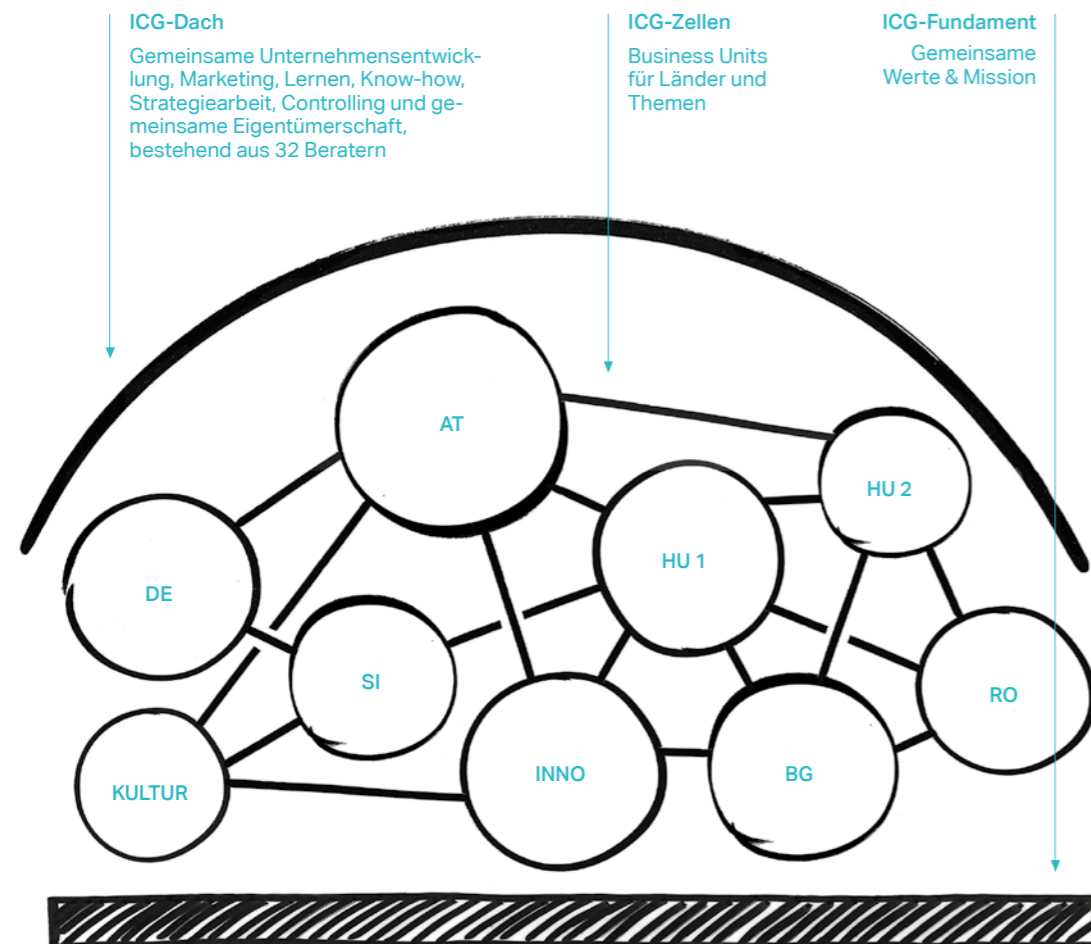 ICG-Dach
Gemeinsame Unternehmensentwick-
lung, Marketing, Lernen, Know-how,
Strategiearbeit, Controlling und ge-
meinsame Eigentümerschaft,
bestehend aus 32 Beratern
ICG-Zellen
Business Units
für Länder und
Themen
ICG-Fundament
Gemeinsame
Werte & Mission
AT
HU 2
HU 1
DE
SI
RO
KULTUR
INNO
BG